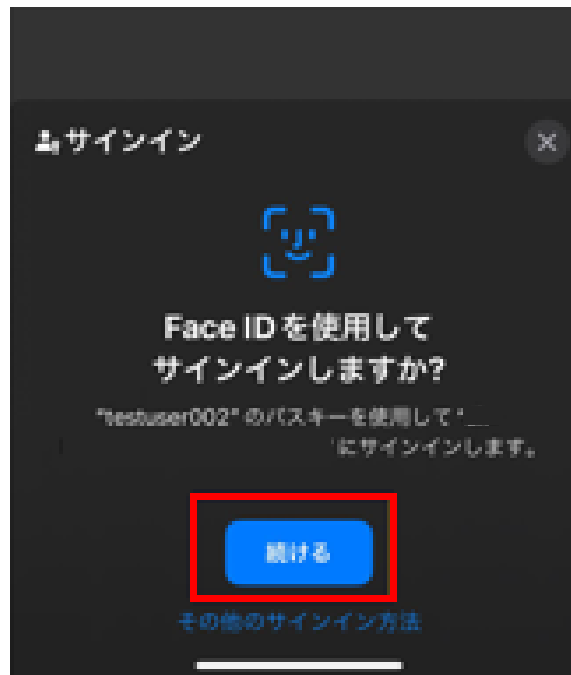 サインイン
Face IDを使用して
サインインしますか?
"testuser002"のパスキーを使用して"
"にサインインします。
続ける
その他のサインイン方法